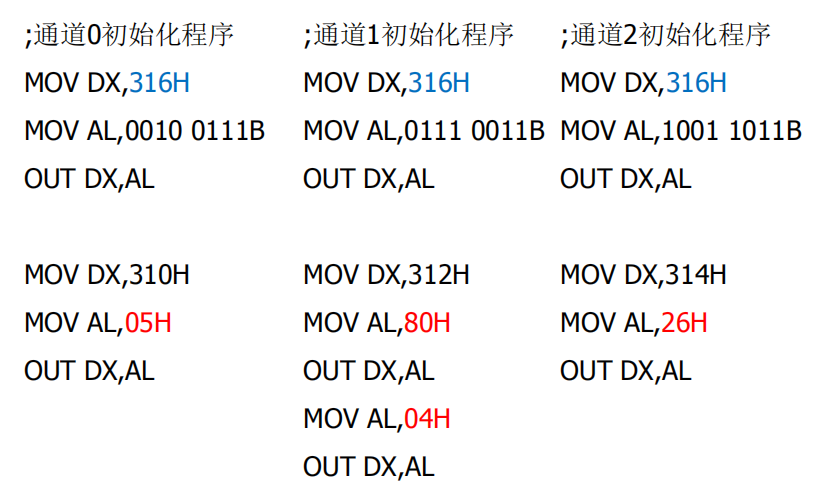 ;通道0初始化程序
MOV DX,316H
MOV AL,0010 0111B
OUT DX,AL
MOV DX,310H
MOV AL,05H
OUT DX,AL
;通道1初始化程序
MOV DX,316H
MOV AL,0111 0011B
OUT DX,AL
MOV DX,312H
MOV AL,80H
OUT DX,AL
MOV AL,04H
OUT DX,AL
;通道2初始化程序
MOV DX,316H
MOV AL,1001 1011B
OUT DX,AL
MOV DX,314H
MOV AL,26H
OUT DX,AL